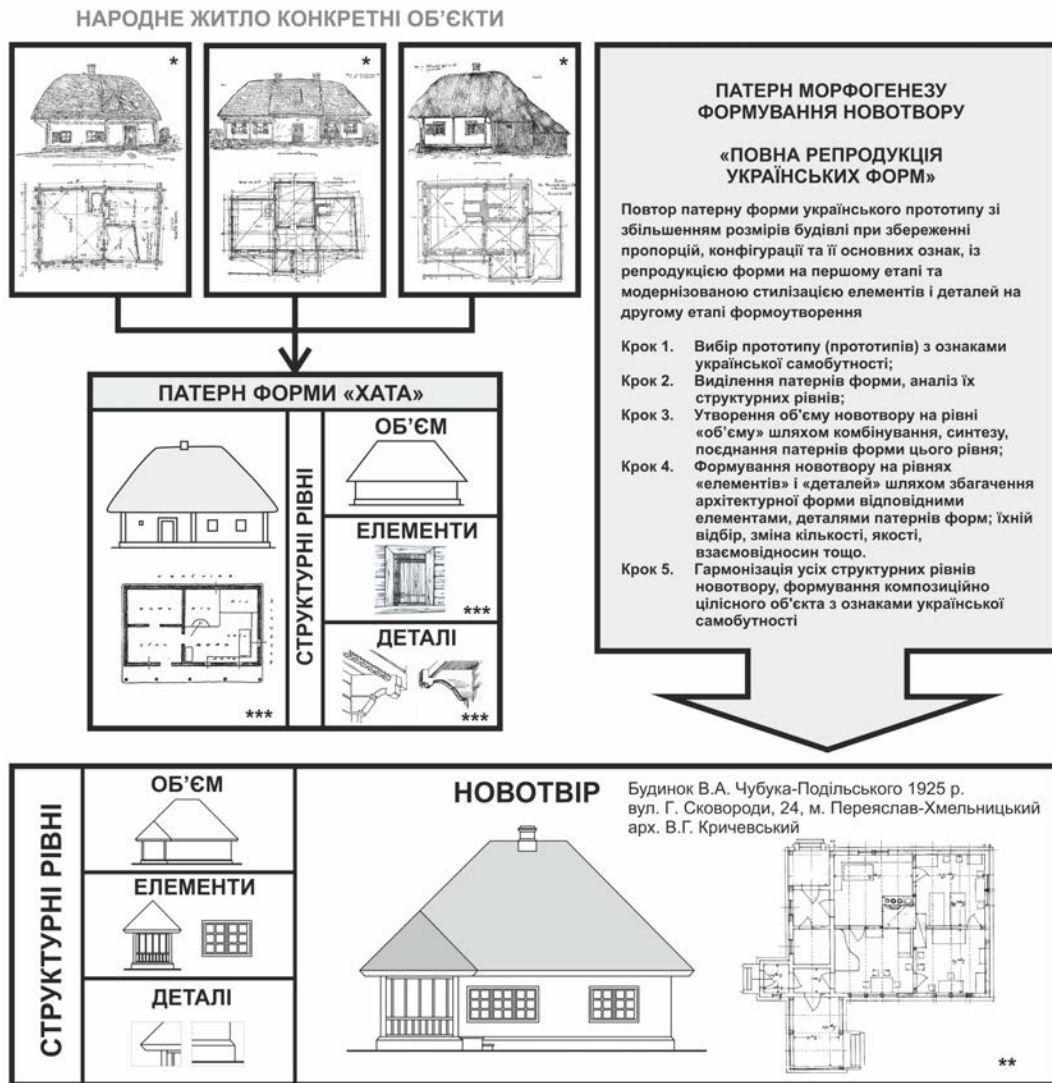 НАРОДНЕ ЖИТЛО КОНКРЕТНІ ОБ’ЄКТИ
*
*
*
ПАТЕРН МОРФОГЕНЕЗУ
ФОРМУВАННЯ НОВОТВОРУ
«ПОВНА РЕПРОДУКЦІЯ
УКРАЇНСЬКИХ ФОРМ»
Повтор патерну форми українського прототипу зі
збільшенням розмірів будівлі при збереженні
пропорцій, конфігурації та її основних ознак, із
репродукцією форми на першому етапі та
модернізованою стилізацією елементів і деталей на
другому етапі формоутворення
Крок 1. Вибір прототипу (прототипів) з ознаками
української самобутності;
Крок 2. Виділення патернів форми, аналіз їх
структурних рівнів;
Крок 3. Утворення об'єму новотвору на рівні
«об’єму» шляхом комбінування, синтезу,
поєднання патернів форми цього рівня;
Крок 4. Формування новотвору на рівнях
«елементів» і «деталей» шляхом збагачення
архітектурної форми відповідними
елементами, деталями патернів форм; їхній
відбір, зміна кількості, якості,
взаємовідносин тощо.
Крок 5. Гармонізація усіх структурних рівнів
новотвору, формування композиційно
цілісного об'єкта з ознаками української
самобутності
ПАТЕРН ФОРМИ «ХАТА»
***
СТРУКТУРНІ РІВНІ
ОБ’ЄМ
ЕЛЕМЕНТИ
***
ДЕТАЛІ
***
СТРУКТУРНІ РІВНІ
ОБ’ЄМ
ЕЛЕМЕНТИ
ДЕТАЛІ
НОВОТВІР
Будинок В.А. Чубука-Подільського 1925 р.
вул. Г. Сковороди, 24, м. Переяслав-Хмельницький
арх. В.Г. Кричевський
**